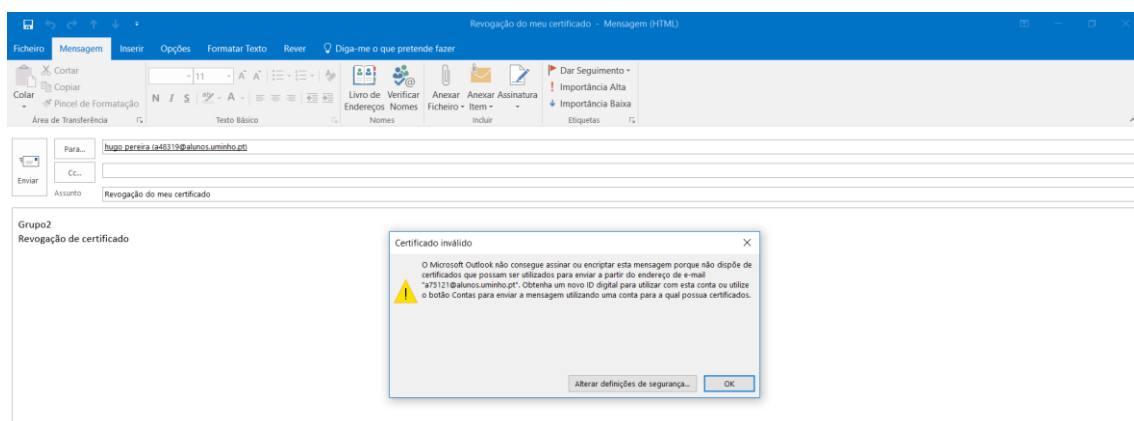 Revogação do meu certificado - Mensagem (HTML)
Ficheiro Mensagem Inserir Opções Formatar Texto Rever Diga-me o que pretende fazer
Colar
Cortar
Copiar
Pincel de Formatação
Área de Transferência
11
A A
N I S A
Texto Básico
Livro de Endereços
Verificar Nomes
Nomes
Anexar Ficheiro
Anexar Item
Assinatura
Incluir
Dar Seguimento
Importância Alta
Importância Baixa
Etiquetas
Enviar
Para... hugo pereira (a48319@alunos.uminho.pt)
Cc...
Assunto Revogação do meu certificado
Grupo2
Revogação de certificado
Certificado inválido
O Microsoft Outlook não consegue assinar ou encriptar esta mensagem porque não dispõe de
certificados que possam ser utilizados para enviar a partir do endereço de e-mail
"a75121@alunos.uminho.pt". Obtenha um novo ID digital para utilizar com esta conta ou utilize
o botão Contas para enviar a mensagem utilizando uma conta para a qual possua certificados.
Alterar definições de segurança... OK